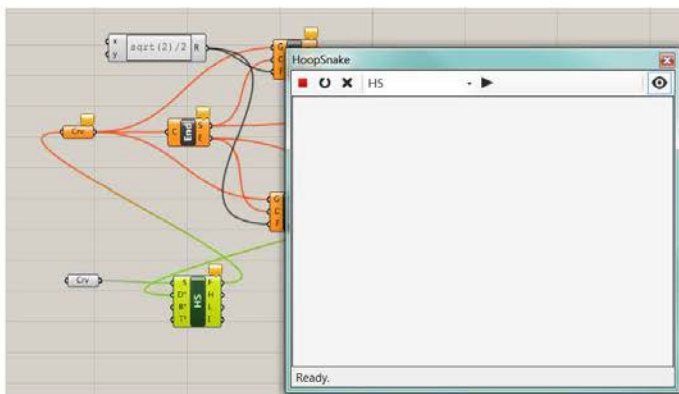 HoopSnake
x
y
sqrt(2)/2
R
G
C
F
HS
Crv
C
End
S
E
G
C
F
Crv
S
D*
B*
T*
HS
F
H
L
I
Ready.